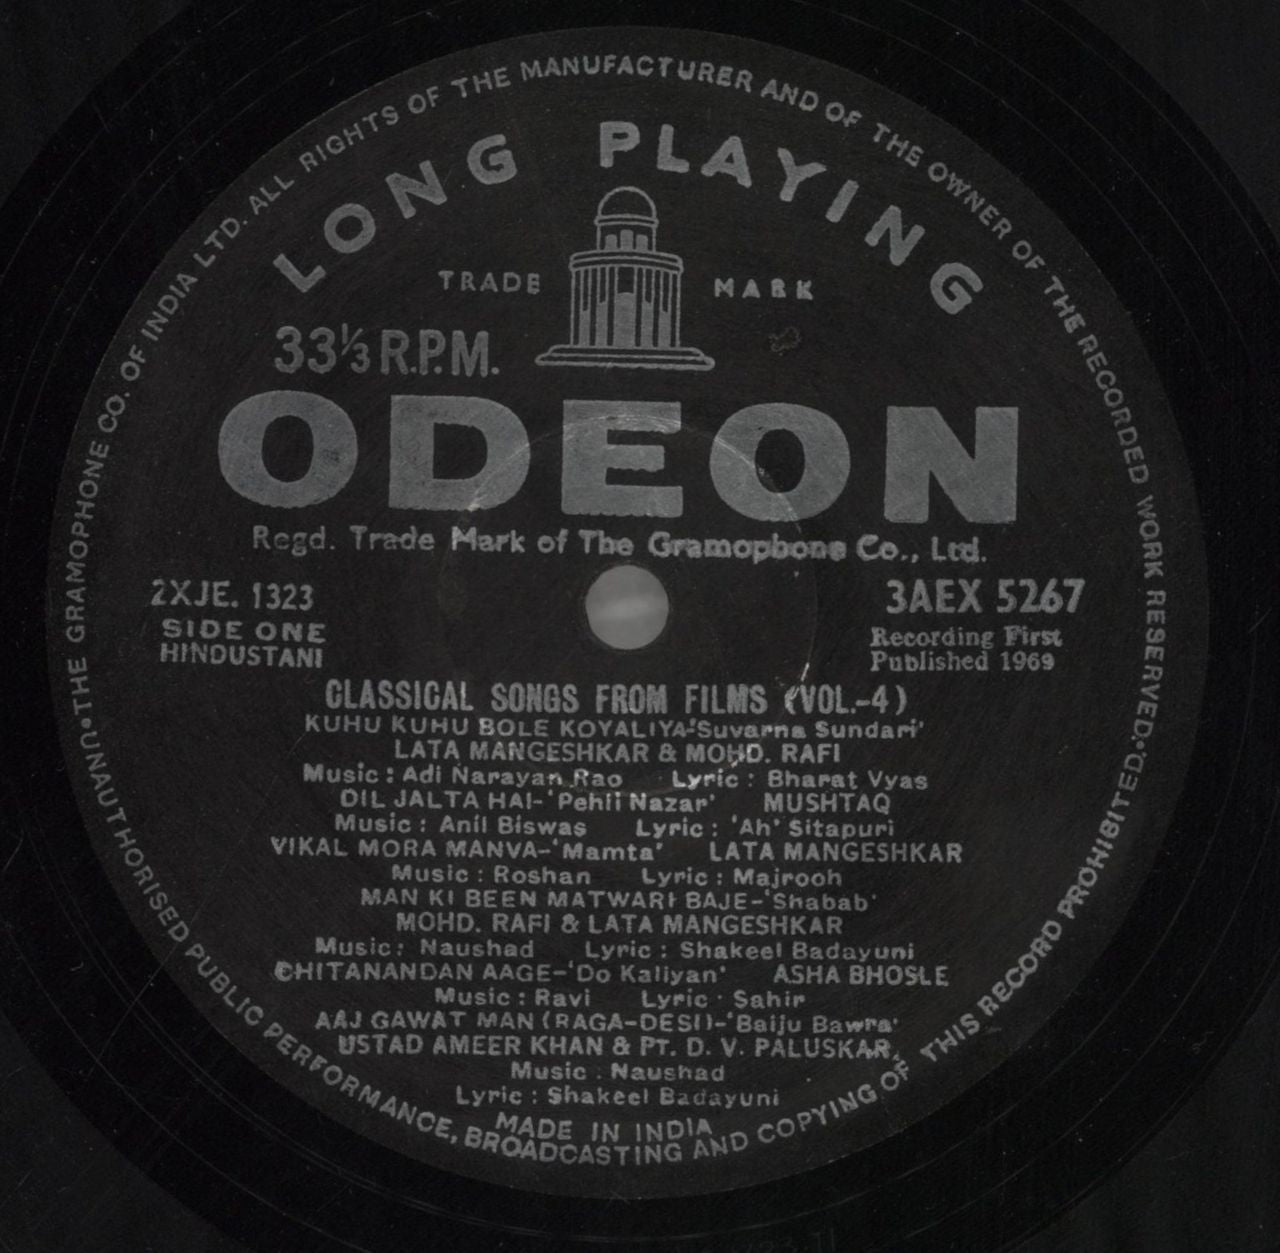 THE GRAMOPHONE CO. OF INDIA LTD. ALL RIGHTS OF THE MANUFACTURER AND OF THE OWNER OF THE RECORDED WORK RESERVED • UNAUTHORISED PUBLIC PERFORMANCE, BROADCASTING AND COPYING OF THIS RECORD PROHIBITED •
LONG PLAYING
TRADE MARK
33⅓ R.P.M.
ODEON
Regd. Trade Mark of The Gramophone Co., Ltd.
2XJE. 1323
SIDE ONE
HINDUSTANI
3AEX 5267
Recording First
Published 1969
CLASSICAL SONGS FROM FILMS (VOL.-4)
KUHU KUHU BOLE KOYALIYA-'Suvarna Sundari'
LATA MANGESHKAR & MOHD. RAFI
Music : Adi Narayan Rao Lyric : Bharat Vyas
DIL JALTA HAI-'Pehli Nazar' MUSHTAQ
Music : Anil Biswas Lyric : 'Ah' Sitapuri
VIKAL MORA MANVA-'Mamta' LATA MANGESHKAR
Music : Roshan Lyric : Majrooh
MAN KI BEEN MATWARI BAJE-'Shabab'
MOHD. RAFI & LATA MANGESHKAR
Music : Naushad Lyric : Shakeel Badayuni
CHITANANDAN AAGE-'Do Kaliyan' ASHA BHOSLE
Music : Ravi Lyric : Sahir
AAJ GAWAT MAN (RAGA-DESI)-'Baiju Bawra'
USTAD AMEER KHAN & PT. D. V. PALUSKAR,
Music : Naushad
Lyric : Shakeel Badayuni
MADE IN INDIA